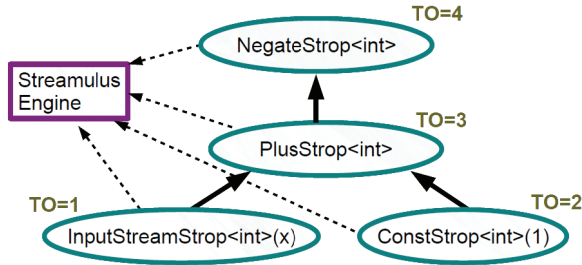 TO=4
NegateStrop<int>
Streamulus
Engine
TO=3
PlusStrop<int>
TO=1
TO=2
InputStreamStrop<int>(x)
ConstStrop<int>(1)